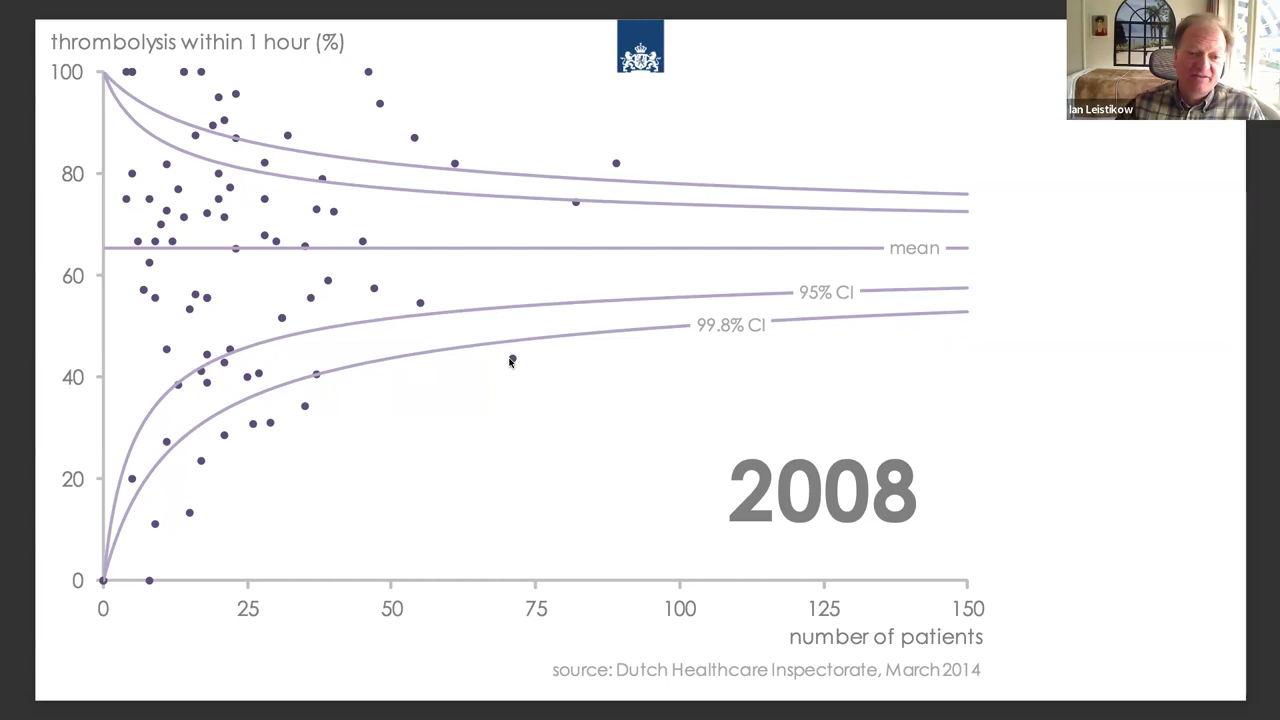 thrombolysis within 1 hour (%)
Ian Leistikow
100
80
60
40
20
0
mean
95% CI
99.8% CI
2008
0 25 50 75 100 125 150
number of patients
source: Dutch Healthcare Inspectorate, March 2014